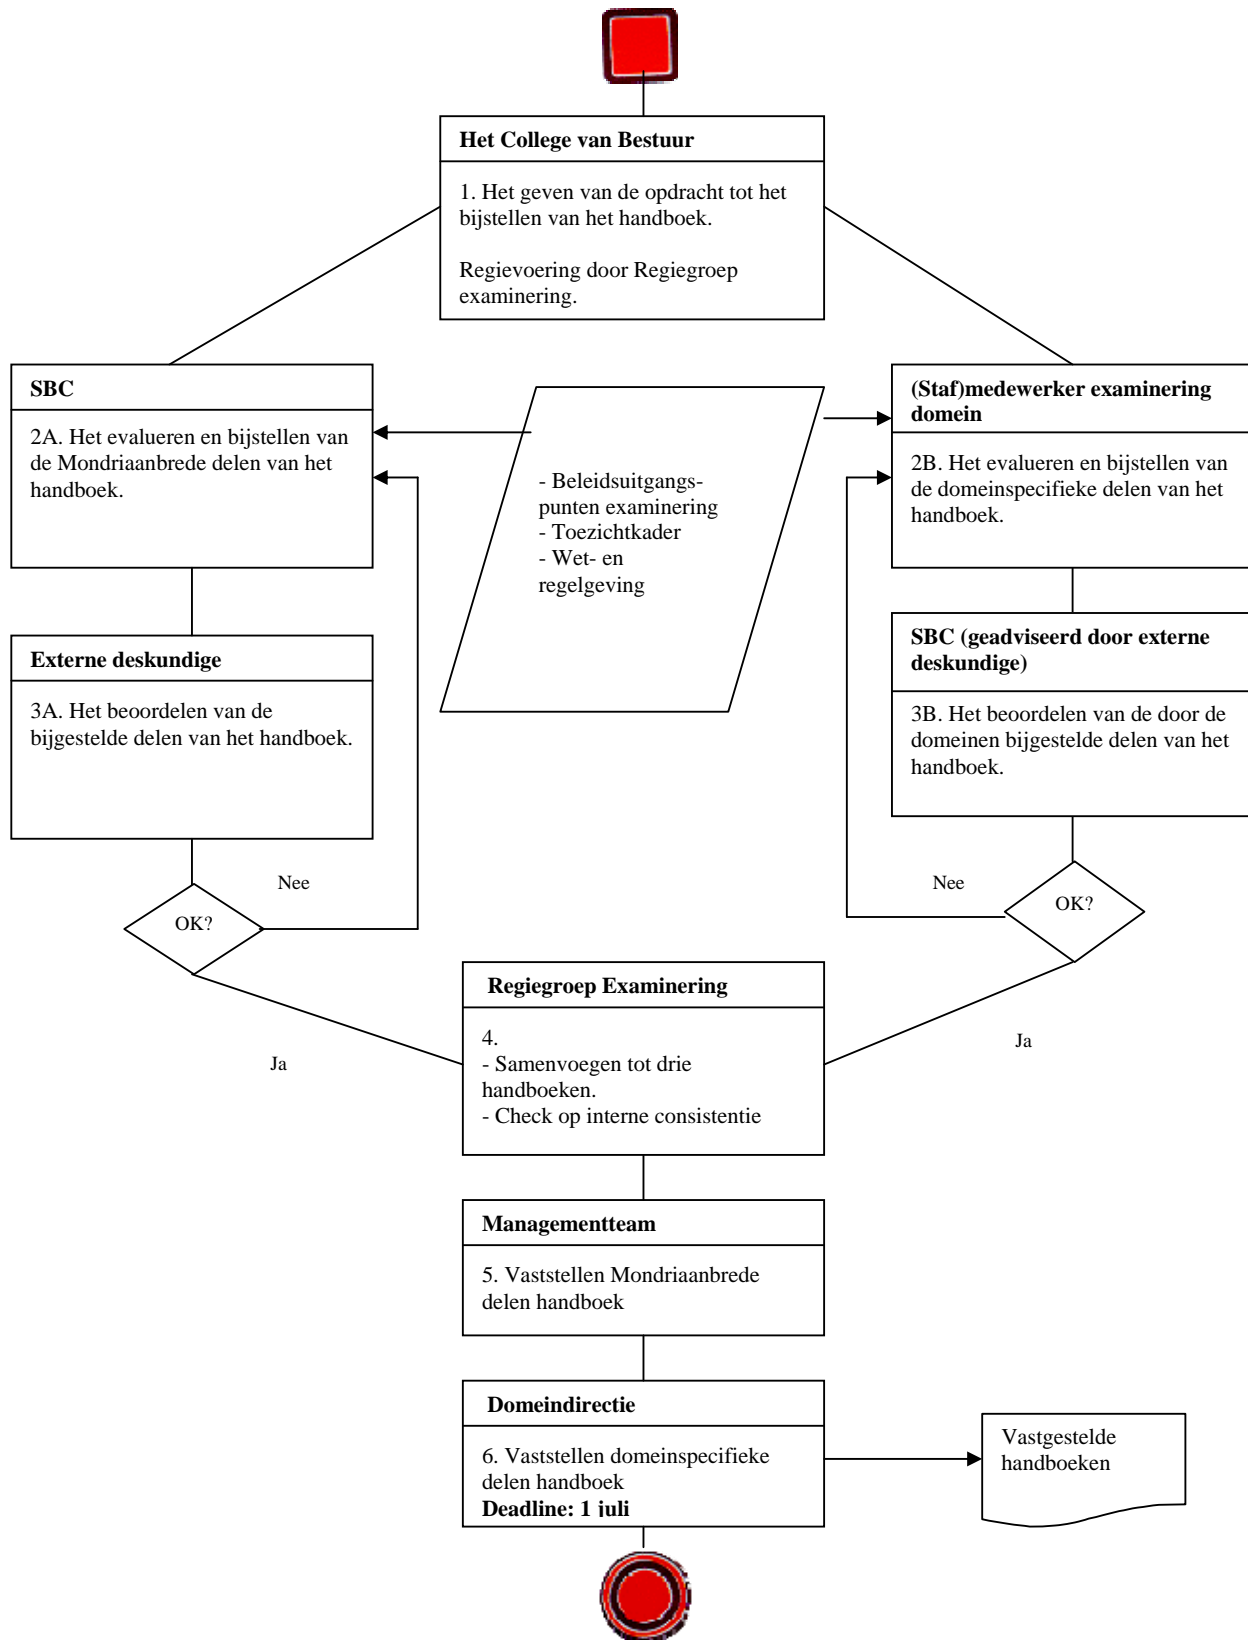 Het College van Bestuur
1. Het geven van de opdracht tot het
bijstellen van het handboek.
Regievoering door Regiegroep
examinering.
SBC
2A. Het evalueren en bijstellen van
de Mondriaanbrede delen van het
handboek.
- Beleidsuitgangs-
punten examinering
- Toezichtkader
- Wet- en
regelgeving
(Staf)medewerker examinering
domein
2B. Het evalueren en bijstellen van
de domeinspecifieke delen van het
handboek.
Externe deskundige
3A. Het beoordelen van de
bijgestelde delen van het handboek.
SBC (geadviseerd door externe
deskundige)
3B. Het beoordelen van de door de
domeinen bijgestelde delen van het
handboek.
Nee
OK?
Nee
OK?
Ja
Ja
Regiegroep Examinering
4.
- Samenvoegen tot drie
handboeken.
- Check op interne consistentie
Managementteam
5. Vaststellen Mondriaanbrede
delen handboek
Domeindirectie
6. Vaststellen domeinspecifieke
delen handboek
Deadline: 1 juli
Vastgestelde
handboeken